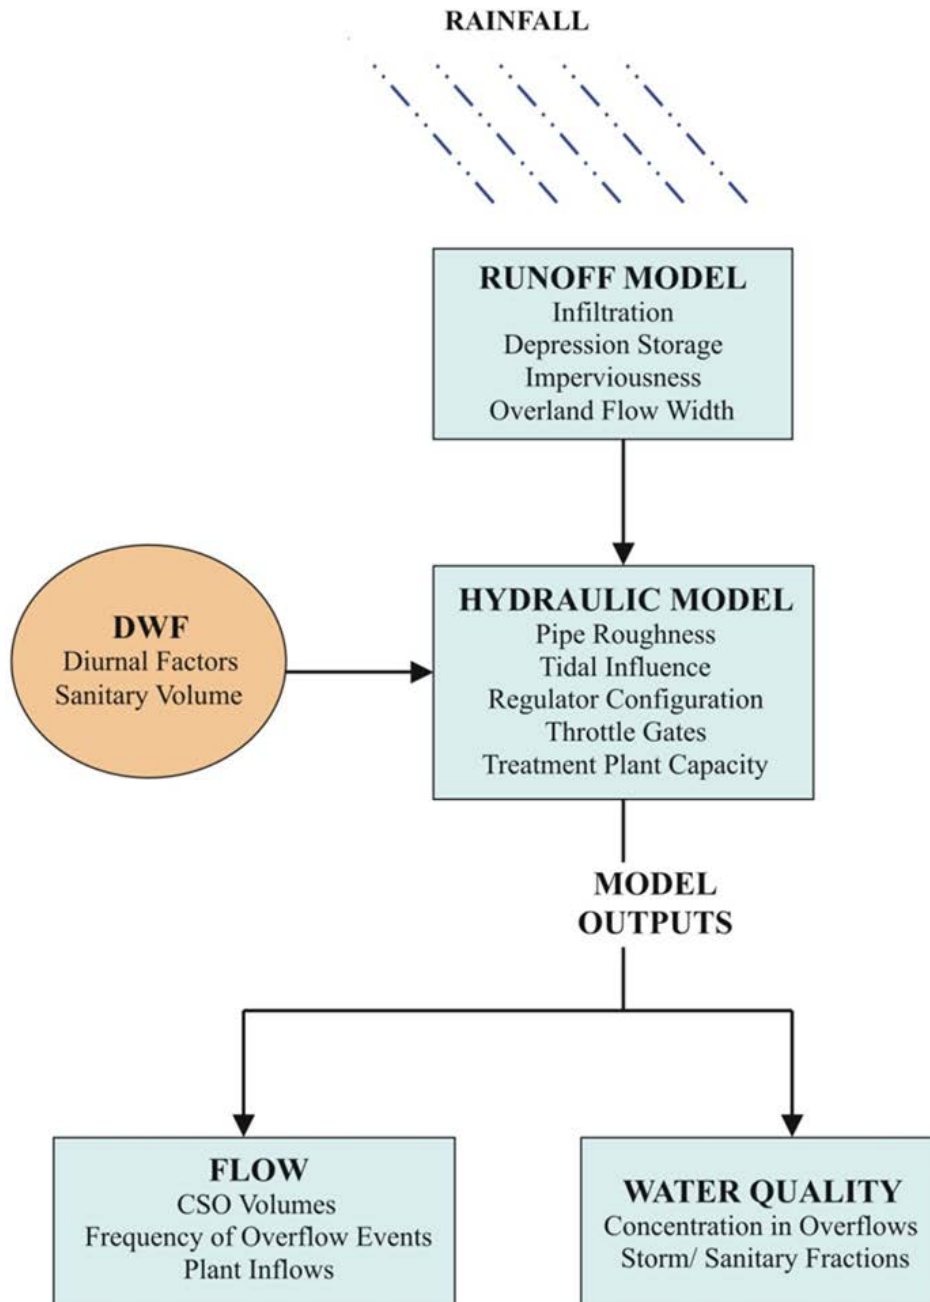 RAINFALL
RUNOFF MODEL
Infiltration
Depression Storage
Imperviousness
Overland Flow Width
DWF
Diurnal Factors
Sanitary Volume
HYDRAULIC MODEL
Pipe Roughness
Tidal Influence
Regulator Configuration
Throttle Gates
Treatment Plant Capacity
MODEL
OUTPUTS
FLOW
CSO Volumes
Frequency of Overflow Events
Plant Inflows
WATER QUALITY
Concentration in Overflows
Storm/ Sanitary Fractions